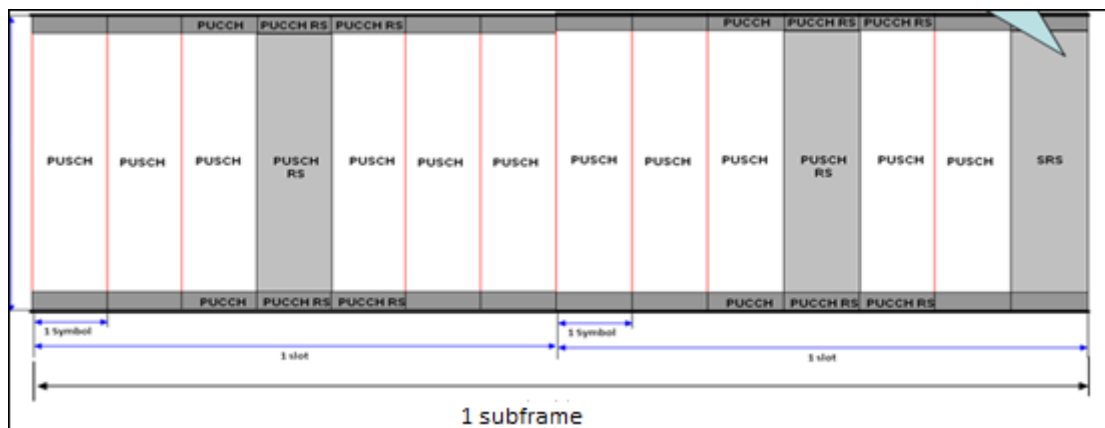 PUCCH PUCCH RS PUCCH RS PUCCH PUCCH RS PUCCH RS
PUSCH PUSCH PUSCH PUSCH PUSCH PUSCH PUSCH PUSCH PUSCH PUSCH PUSCH PUSCH PUSCH SRS
RS RS
PUCCH PUCCH RS PUCCH RS PUCCH PUCCH RS PUCCH RS
1 Symbol 1 Symbol
1 slot 1 slot
1 subframe